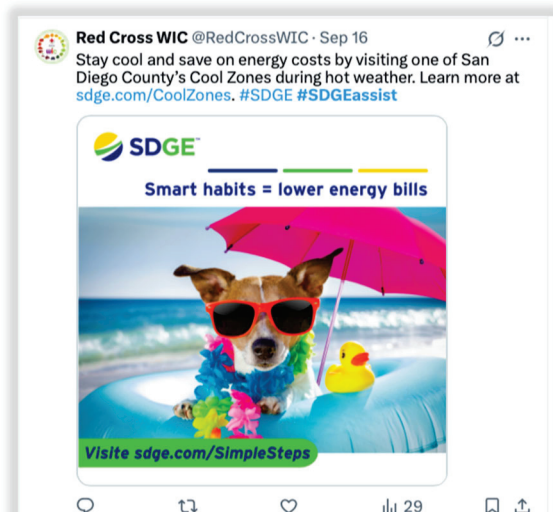 Red Cross WIC @RedCrossWIC · Sep 16
Stay cool and save on energy costs by visiting one of San
Diego County's Cool Zones during hot weather. Learn more at
sdge.com/CoolZones. #SDGE #SDGEassist
SDGE™
Smart habits = lower energy bills
Visite sdge.com/SimpleSteps
29